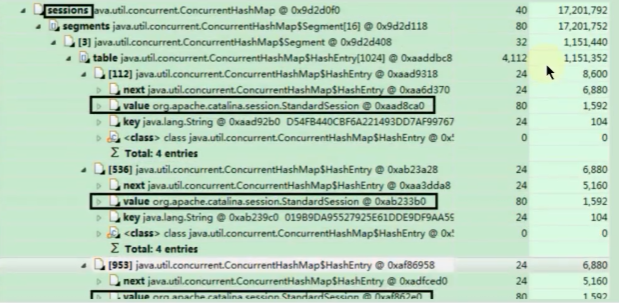 sessions java.util.concurrent.ConcurrentHashMap @ 0x9d2d0f0 40 17,201,792
segments java.util.concurrent.ConcurrentHashMap$Segment[16] @ 0x9d2d118 80 17,201,752
[3] java.util.concurrent.ConcurrentHashMap$Segment @ 0x9d2d408 32 1,151,440
table java.util.concurrent.ConcurrentHashMap$HashEntry[1024] @ 0xaaddbc8 4,112 1,151,352
[112] java.util.concurrent.ConcurrentHashMap$HashEntry @ 0xaad9318 24 8,600
next java.util.concurrent.ConcurrentHashMap$HashEntry @ 0xaa6d370 24 6,880
value org.apache.catalina.session.StandardSession @ 0xaad8ca0 80 1,592
key java.lang.String @ 0xaad92b0 D54FB440CBF6A221493DD7AF99767 24 104
<class> class java.util.concurrent.ConcurrentHashMap$HashEntry @ 0x! 0 0
Σ Total: 4 entries
[536] java.util.concurrent.ConcurrentHashMap$HashEntry @ 0xab23a28 24 6,880
next java.util.concurrent.ConcurrentHashMap$HashEntry @ 0xaa3dda8 24 5,160
value org.apache.catalina.session.StandardSession @ 0xab233b0 80 1,592
key java.lang.String @ 0xab239c0 019B9DA95527925E61DDE9DF9AA59 24 104
<class> class java.util.concurrent.ConcurrentHashMap$HashEntry @ 0x! 0 0
Σ Total: 4 entries
[953] java.util.concurrent.ConcurrentHashMap$HashEntry @ 0xaf86958 24 6,880
next java.util.concurrent.ConcurrentHashMap$HashEntry @ 0xadfced0 24 5,160
value org.apache.catalina.session.StandardSession @ 0xaf862e0 80 1,592